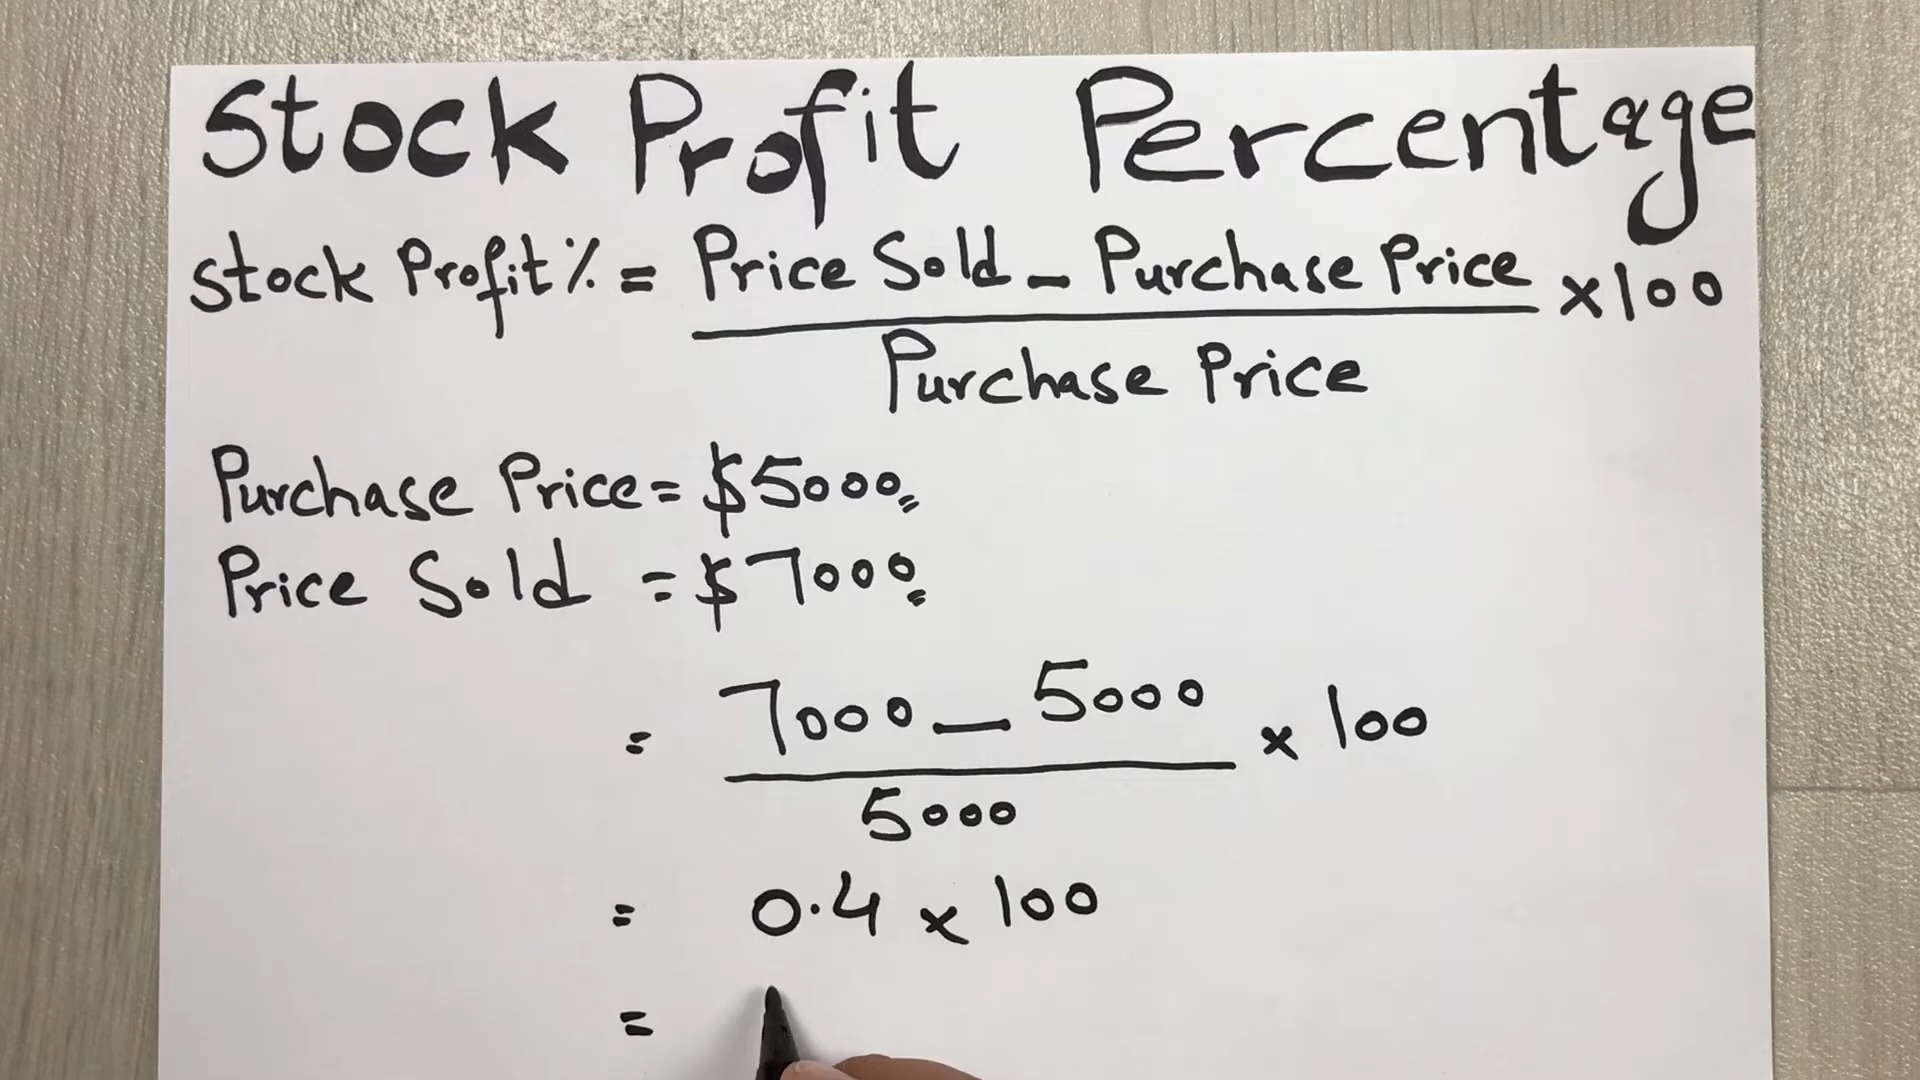 Stock Profit Percentage
Stock Profit % = Price Sold - Purchase Price × 100
Purchase Price
Purchase Price = $5000
Price Sold = $7000
= 7000 - 5000 × 100
5000
= 0.4 × 100
=